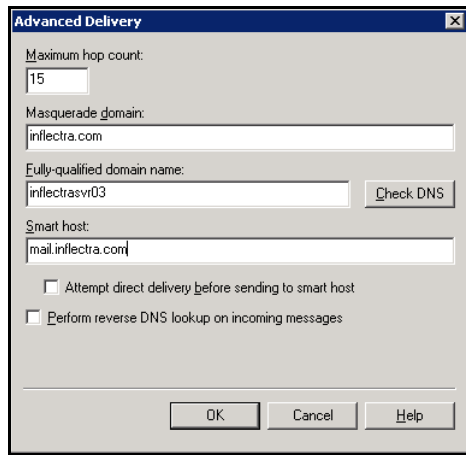 Advanced Delivery
Maximum hop count:
15
Masquerade domain:
inflectra.com
Fully-qualified domain name:
inflectrasvr03
Check DNS
Smart host:
mail.inflectra.com
Attempt direct delivery before sending to smart host
Perform reverse DNS lookup on incoming messages
OK
Cancel
Help